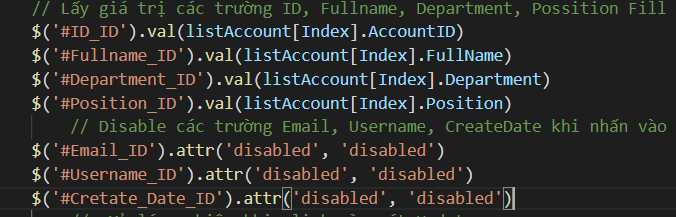 // Lấy giá trị các trường ID, Fullname, Department, Possition Fill
$('#ID_ID').val(listAccount[Index].AccountID)
$('#Fullname_ID').val(listAccount[Index].FullName)
$('#Department_ID').val(listAccount[Index].Department)
$('#Position_ID').val(listAccount[Index].Position)
// Disable các trường Email, Username, CreateDate khi nhấn vào
$('#Email_ID').attr('disabled', 'disabled')
$('#Username_ID').attr('disabled', 'disabled')
$('#Cretate_Date_ID').attr('disabled', 'disabled')